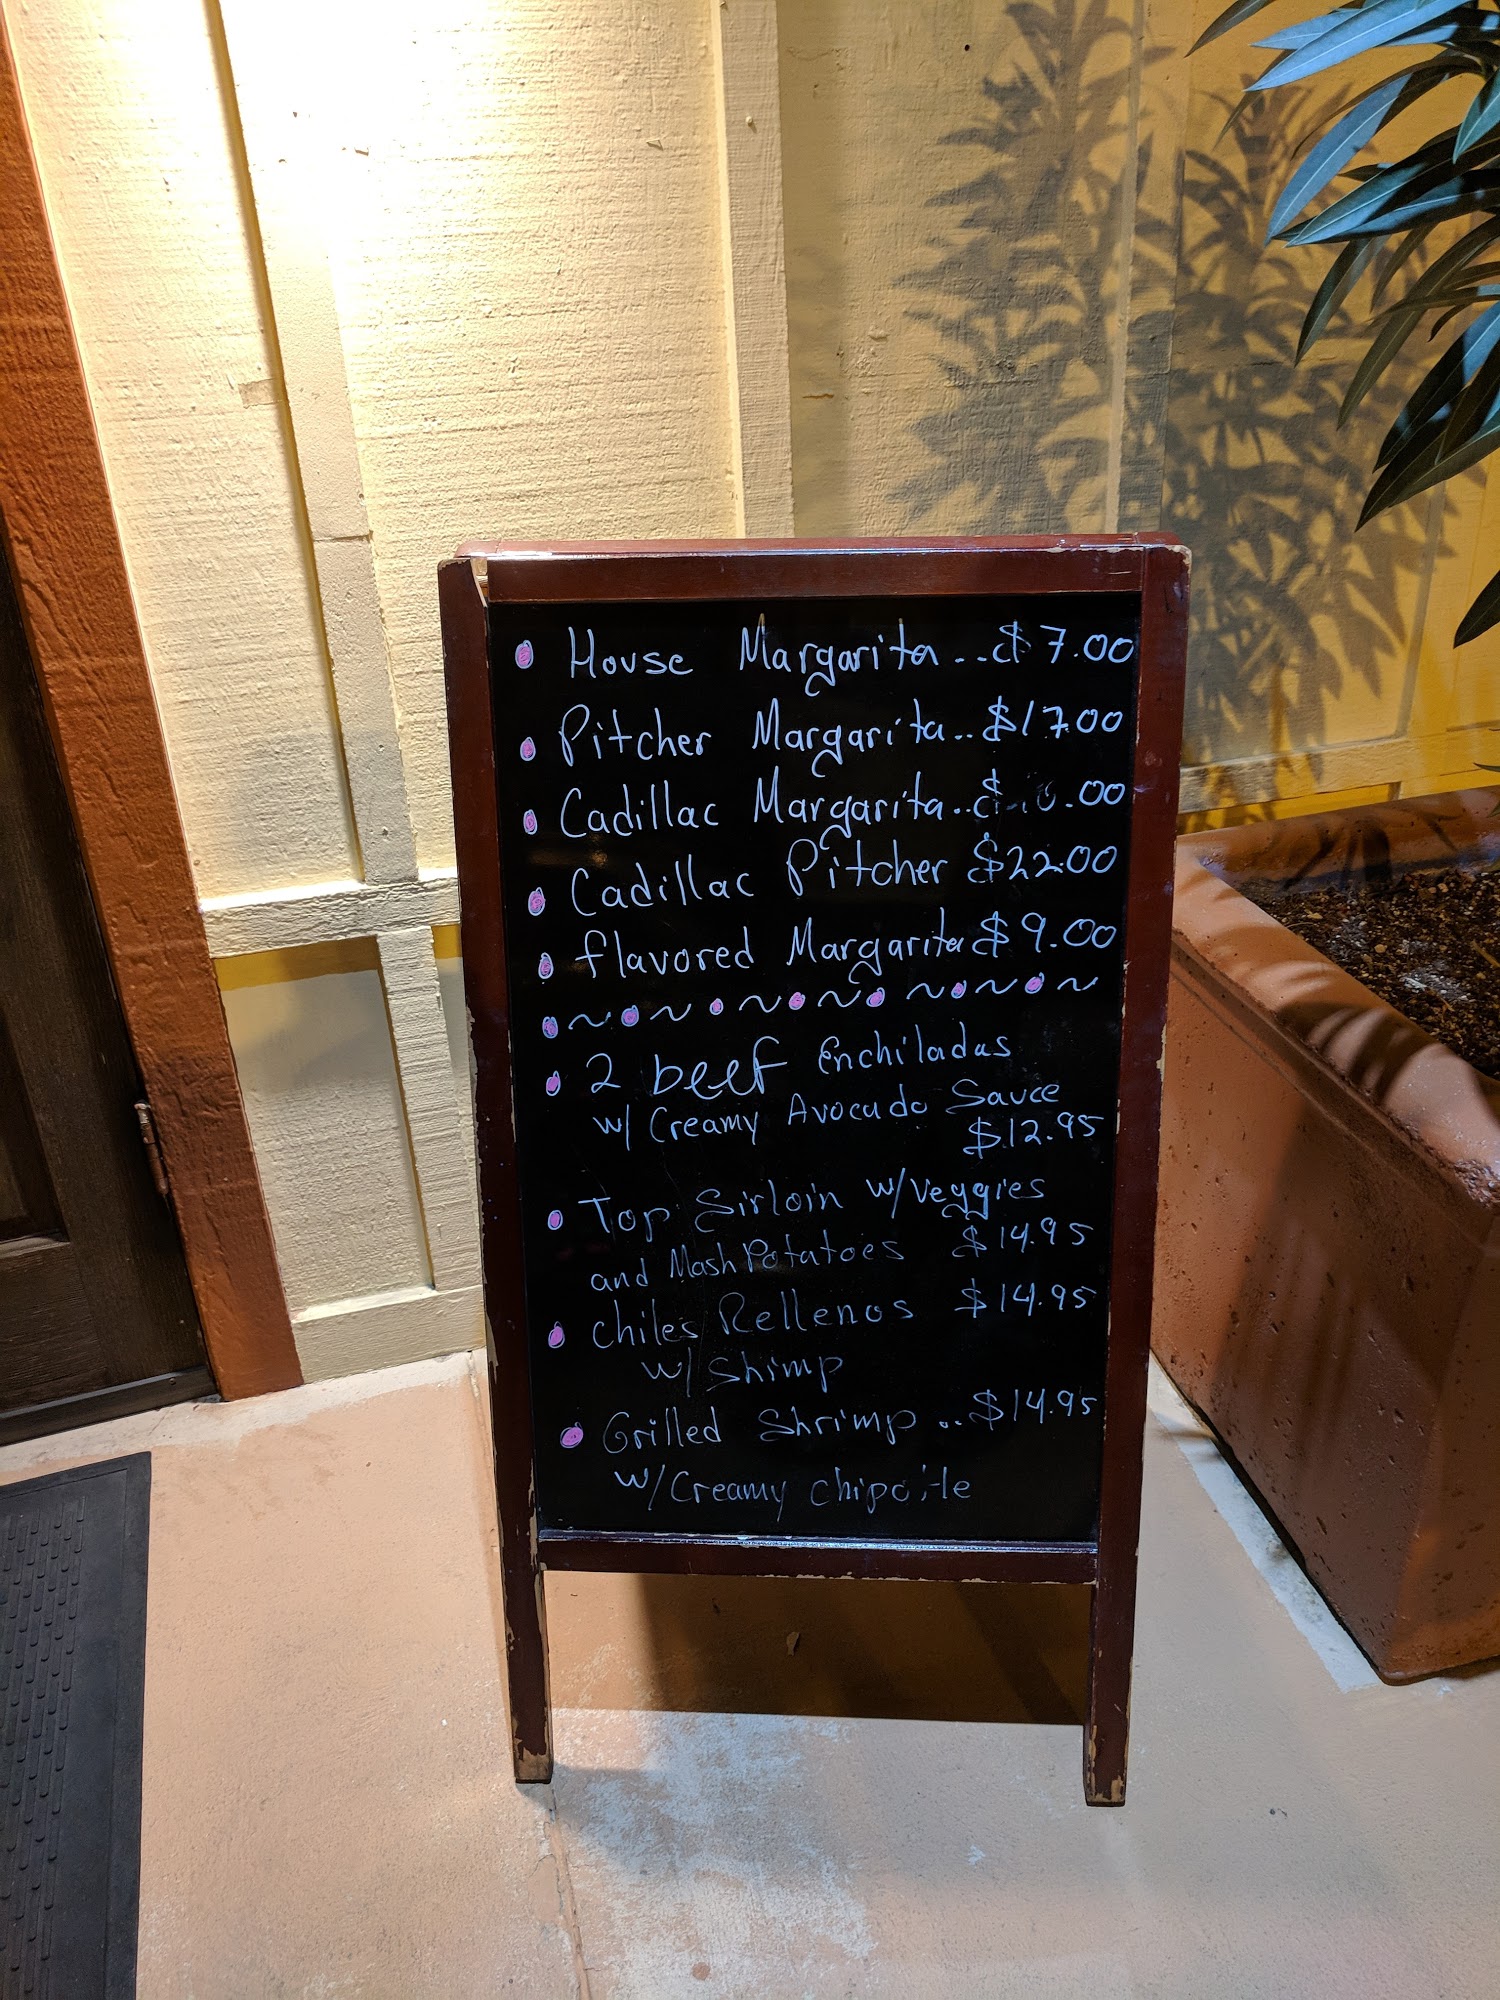 House Margarita..$7.00
Pitcher Margarita..$17.00
Cadillac Margarita..
Cadillac Pitcher $22.00
flavored Margarita $9.00
2 beef Enchiladas
w/ Creamy Avocado Sauce
$12.95
Top Sirloin w/Veggies
and Mash Potatoes $14.95
chiles Rellenos $14.95
w/ Shimp
Grilled Shrimp..$14.95
w/Creamy